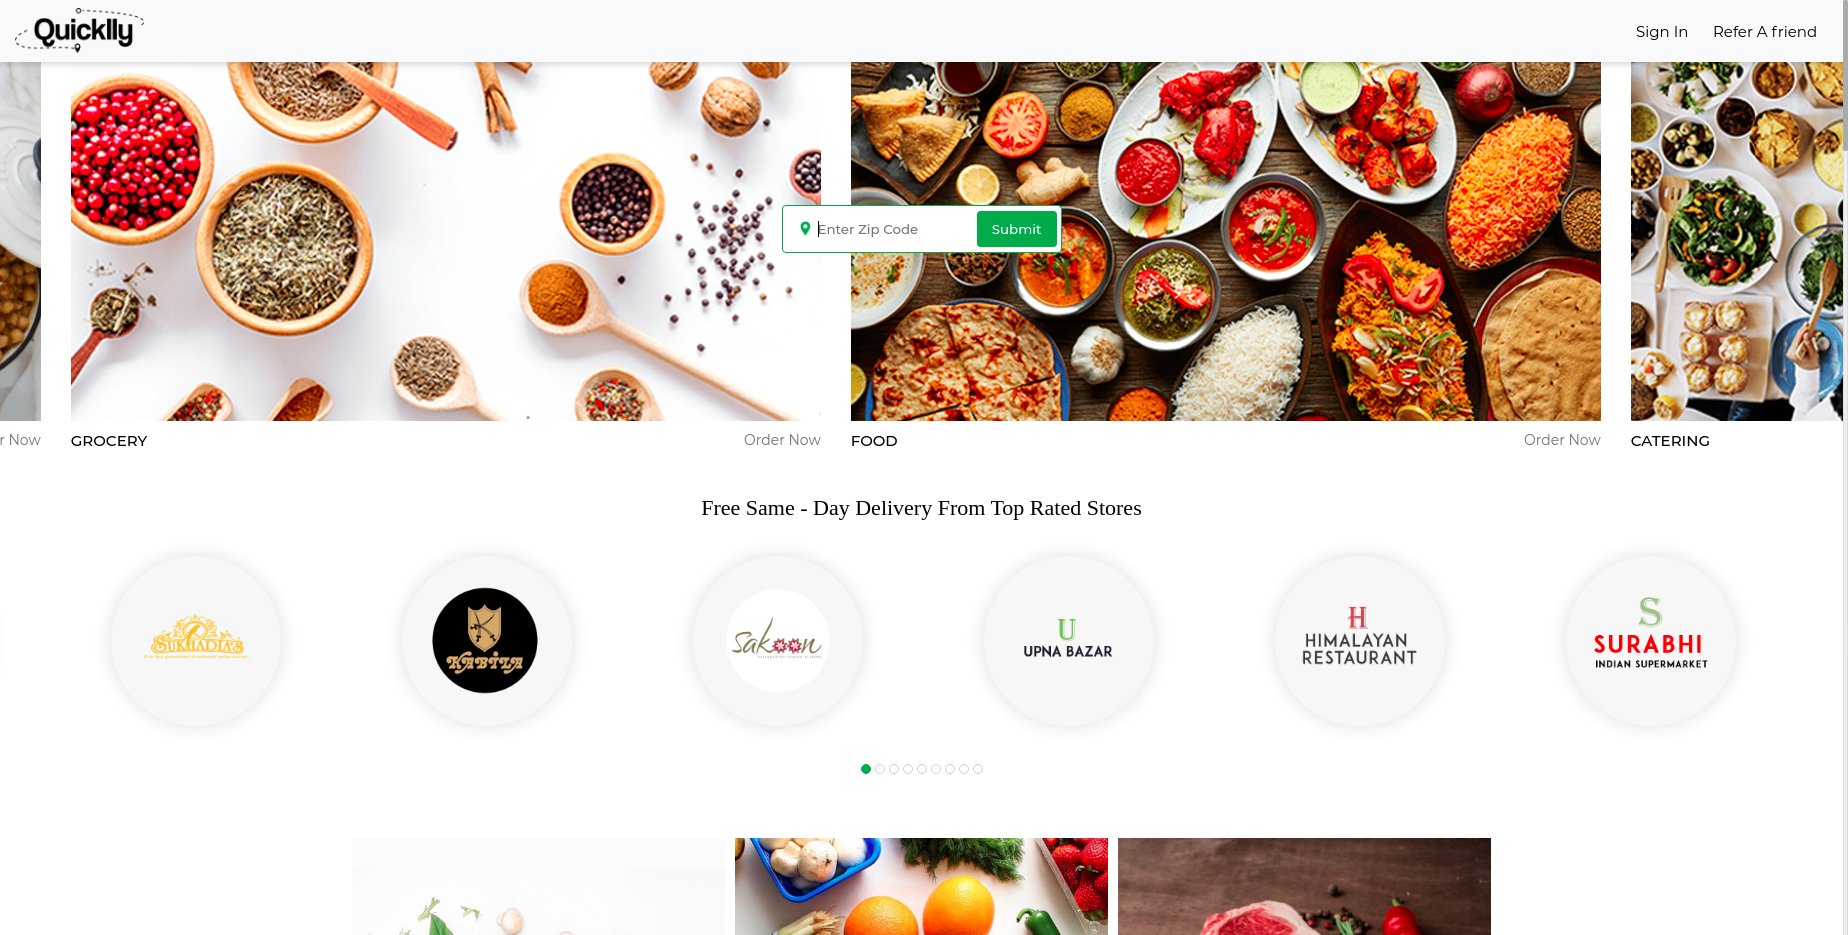 Quicklly
Sign In
Refer A friend
Enter Zip Code
Submit
r Now
GROCERY
Order Now
FOOD
Order Now
CATERING
Free Same - Day Delivery From Top Rated Stores
SUKHADIA'S
KABILA
Sakoon
U
UPNA BAZAR
H
HIMALAYAN
RESTAURANT
S
SURABHI
INDIAN SUPERMARKET